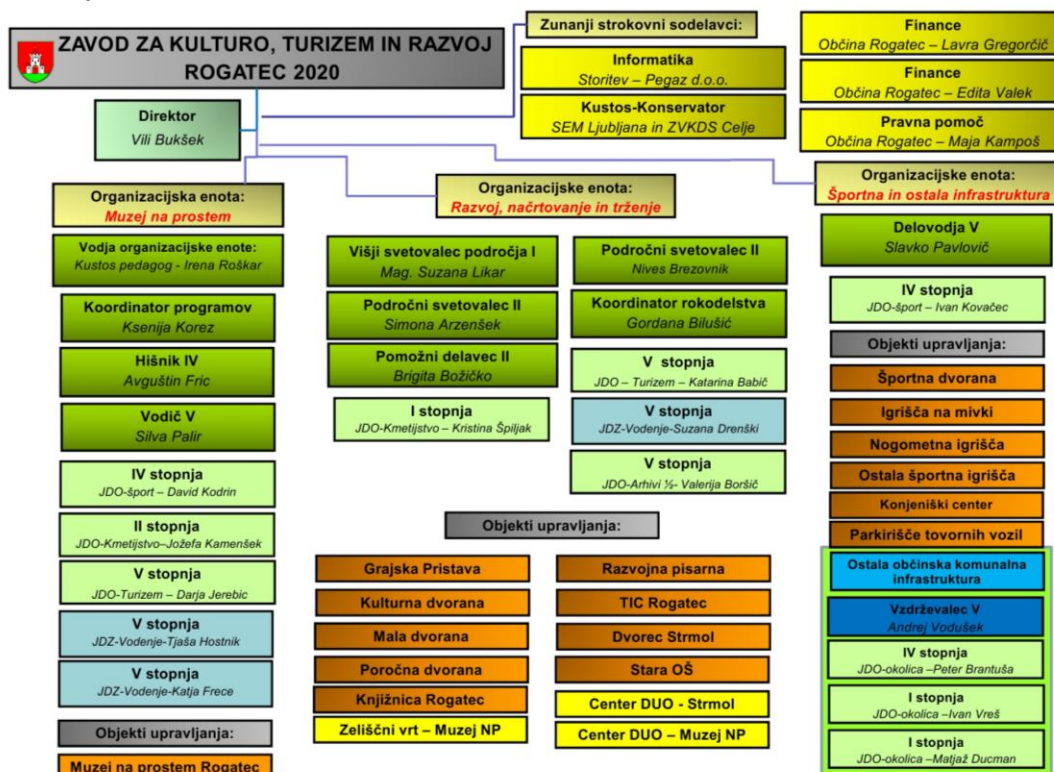 ZAVOD ZA KULTURO, TURIZEM IN RAZVOJ
ROGATEC 2020
Direktor
Vili Bukšek
Zunanji strokovni sodelavci:
Informatika
Storitev – Pegaz d.o.o.
Kustos-Konservator
SEM Ljubljana in ZVKDS Celje
Finance
Občina Rogatec – Lavra Gregorčič
Finance
Občina Rogatec – Edita Valek
Pravna pomoč
Občina Rogatec – Maja Kampoš
Organizacijska enota:
Muzej na prostem
Vodja organizacijske enote:
Kustos pedagog - Irena Roškar
Koordinator programov
Ksenija Korez
Hišnik IV
Avguštin Fric
Vodič V
Silva Palir
IV stopnja
JDO-šport – David Kodrin
II stopnja
JDO-Kmetijstvo–Jožefa Kamenšek
V stopnja
JDO-Turizem – Darja Jerebic
V stopnja
JDZ-Vodenje-Tjaša Hostnik
V stopnja
JDZ-Vodenje-Katja Frece
Objekti upravljanja:
Muzej na prostem Rogatec
Organizacijske enota:
Razvoj, načrtovanje in trženje
Višji svetovalec področja I
Mag. Suzana Likar
Področni svetovalec II
Simona Arzenšek
Pomožni delavec II
Brigita Božičko
I stopnja
JDO-Kmetijstvo – Kristina Špiljak
Področni svetovalec II
Nives Brezovnik
Koordinator rokodelstva
Gordana Bilušić
V stopnja
JDO – Turizem – Katarina Babič
V stopnja
JDZ-Vodenje-Suzana Drenški
V stopnja
JDO-Arhivi ½- Valerija Boršič
Objekti upravljanja:
Grajska Pristava
Kulturna dvorana
Mala dvorana
Poročna dvorana
Knjižnica Rogatec
Zeliščni vrt – Muzej NP
Razvojna pisarna
TIC Rogatec
Dvorec Strmol
Stara OŠ
Center DUO - Strmol
Center DUO – Muzej NP
Organizacijske enota:
Športna in ostala infrastruktura
Delovodja V
Slavko Pavlovič
IV stopnja
JDO-šport – Ivan Kovačec
Objekti upravljanja:
Športna dvorana
Igrišča na mivki
Nogometna igrišča
Ostala športna igrišča
Konjeniški center
Parkirišče tovornih vozil
Ostala občinska komunalna
infrastruktura
Vzdrževalec V
Andrej Vodušek
IV stopnja
JDO-okolica –Peter Brantuša
I stopnja
JDO-okolica –Ivan Vreš
I stopnja
JDO-okolica –Matjaž Ducman